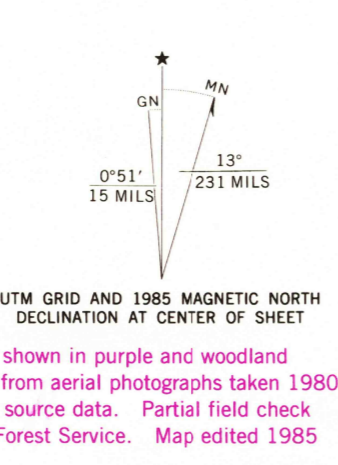 ★
MN
GN
0°51′
15 MILS
13°
231 MILS
UTM GRID AND 1985 MAGNETIC NORTH
DECLINATION AT CENTER OF SHEET
shown in purple and woodland
from aerial photographs taken 1980
source data. Partial field check
Forest Service. Map edited 1985